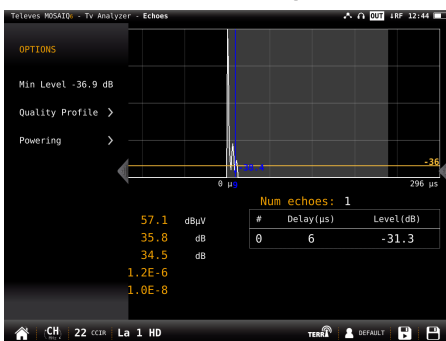 Televes MOSAIQ6 - Tv Analyzer - Echoes
OUT ↓RF 12:44
OPTIONS
Min Level -36.9 dB
Quality Profile >
Powering >
-38.4
-36
0 µs
296 µs
Num echoes: 1
# Delay(µs) Level(dB)
0 6 -31.3
57.1 dBµV
35.8 dB
34.5 dB
1.2E-6
1.0E-8
CH 22 CCIR La 1 HD
TERR DEFAULT